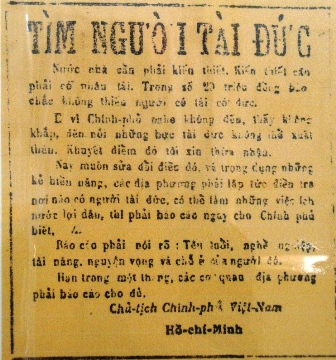 TÌM NGƯỜI TÀI ĐỨC
Nước nhà cần phải kiến thiết. Kiến thiết cần
phải có nhân tài. Trong số 20 triệu đồng bào
chắc không thiếu người có tài có đức.
E vì Chính-phủ nghe không đến, thấy không
khắp, đến nỗi những bực tài đức không thể xuất
thân. Khuyết điểm đó tôi xin thừa nhận.
Nay muốn sửa đổi điều đó, và trọng dụng những
kẻ hiền năng, các địa phương phải lập tức điều tra
nơi nào có người tài đức, có thể làm những việc ích
nước lợi dân, thì phải báo cáo ngay cho Chính phủ
biết.
Báo cáo phải nói rõ: Tên tuổi, nghề nghiệp,
tài năng, nguyện vọng và chỗ ở của người đó.
Hạn trong một tháng, các cơ quan địa phương
phải báo cáo cho đủ.
Chủ-tịch Chính-phủ Việt-Nam
Hồ-chí-Minh